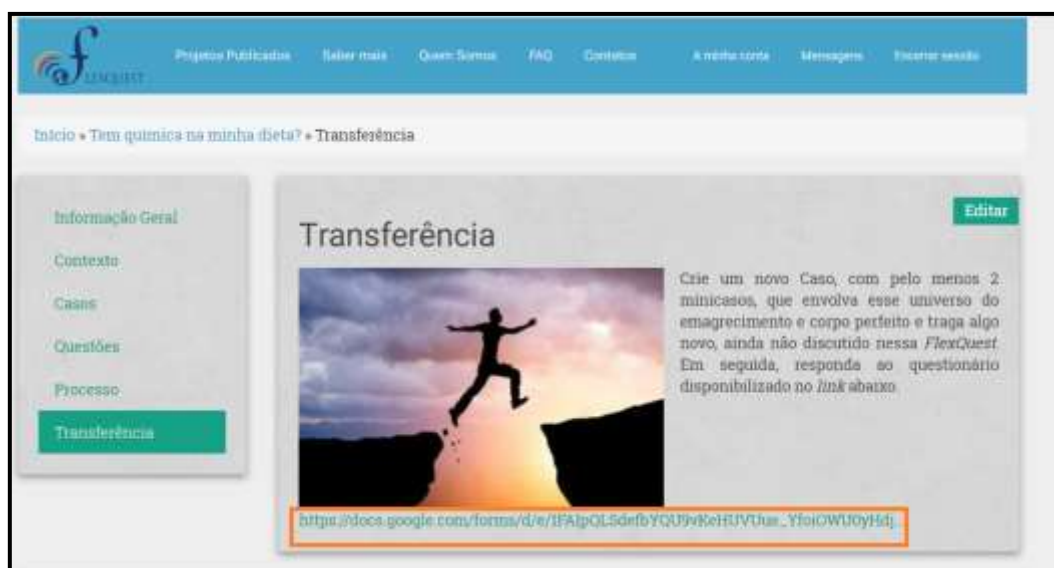 FLEXQUEST
Projetos Publicados Saber mais Quem Somos FAQ Contatos A minha conta Mensagens Encerrar sessão
Início » Tem química na minha dieta? » Transferência
Informação Geral
Contexto
Casos
Questões
Processo
Transferência
Editar
Transferência
Crie um novo Caso, com pelo menos 2
minicasos, que envolva esse universo do
emagrecimento e corpo perfeito e traga algo
novo, ainda não discutido nessa FlexQuest.
Em seguida, responda ao questionário
disponibilizado no link abaixo.